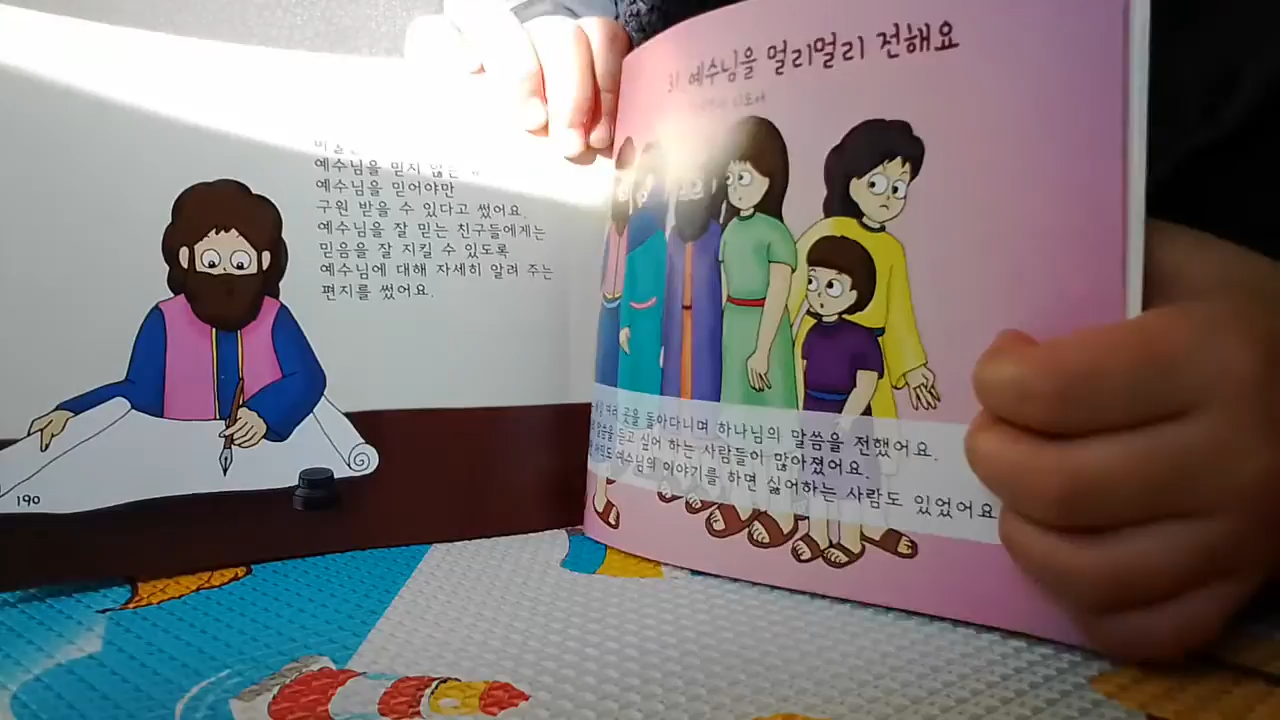 예수님을 믿지 않는
예수님을 믿어야만
구원 받을 수 있다고 썼어요.
예수님을 잘 믿는 친구들에게는
믿음을 잘 지킬 수 있도록
예수님에 대해 자세히 알려 주는
편지를 썼어요.
190
31. 예수님을 멀리멀리 전해요
여러 곳을 돌아다니며 하나님의 말씀을 전했어요.
말씀을 듣고 싶어 하는 사람들이 많아졌어요.
예수님의 이야기를 하면 싫어하는 사람도 있었어요